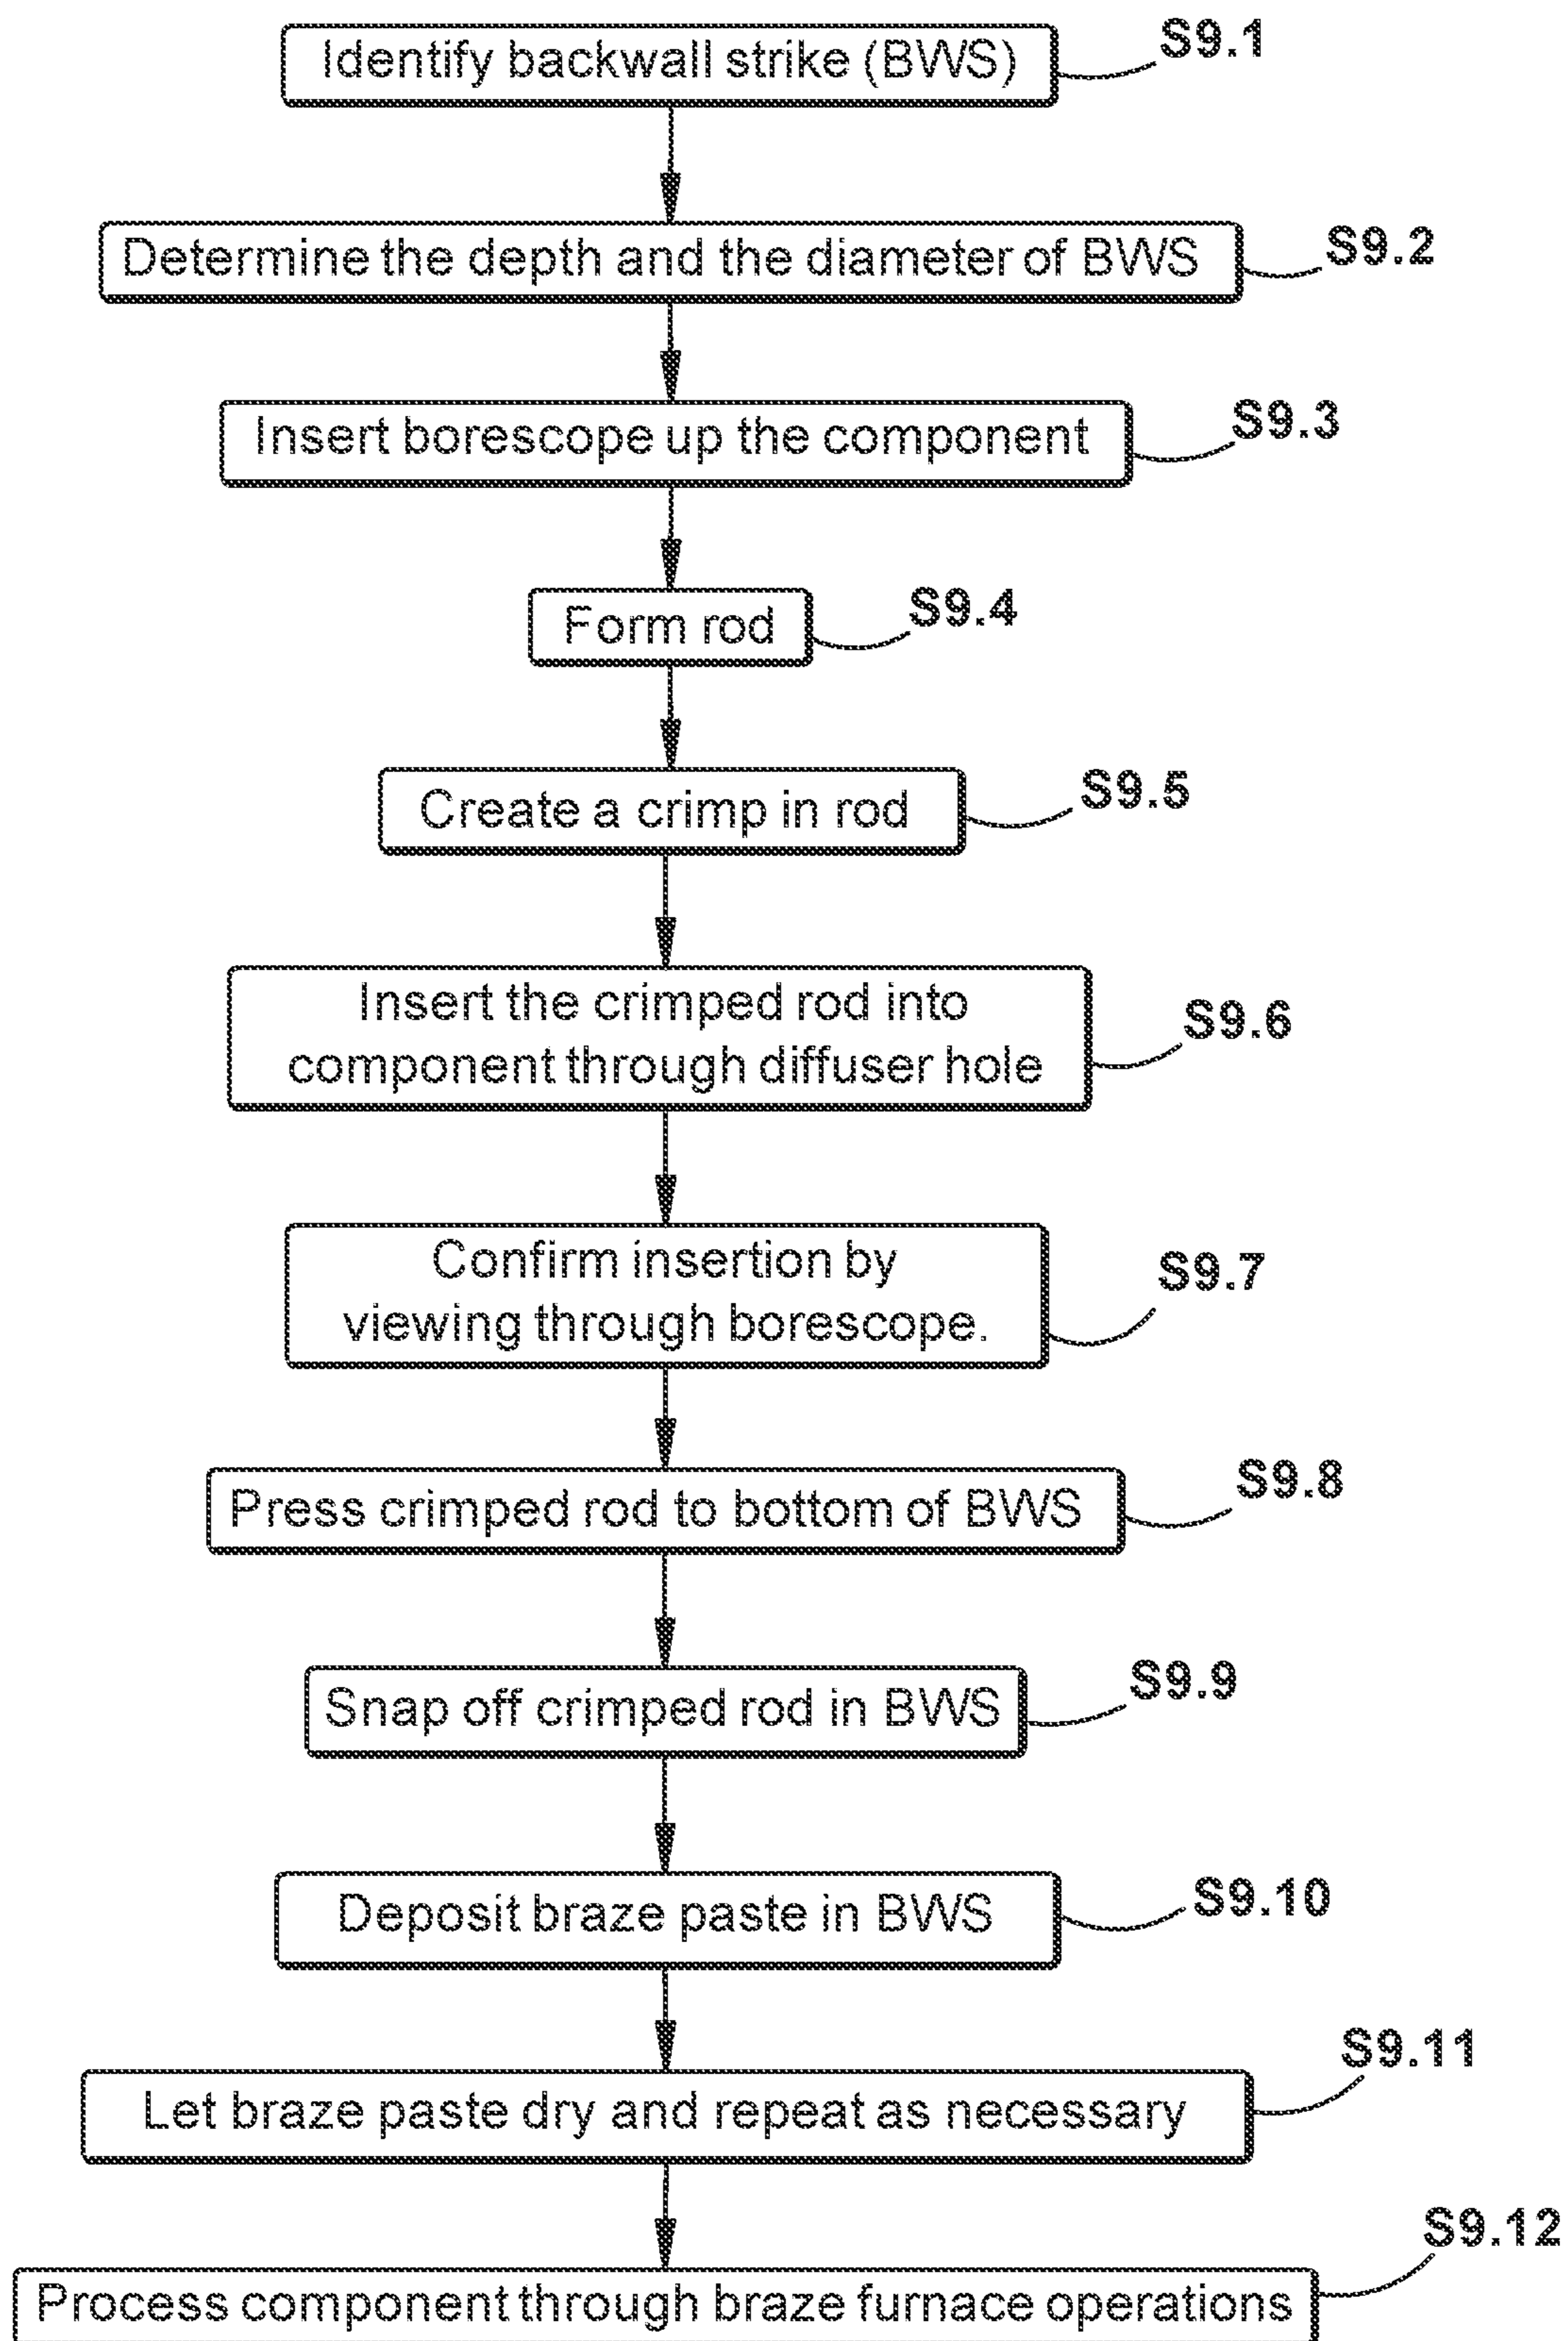 Identify backwall strike (BWS)
S9.1
Determine the depth and the diameter of BWS
S9.2
Insert borescope up the component
S9.3
Form rod
S9.4
Create a crimp in rod
S9.5
Insert the crimped rod into
component through diffuser hole
S9.6
Confirm insertion by
viewing through borescope.
S9.7
Press crimped rod to bottom of BWS
S9.8
Snap off crimped rod in BWS
S9.9
Deposit braze paste in BWS
S9.10
Let braze paste dry and repeat as necessary
S9.11
Process component through braze furnace operations
S9.12